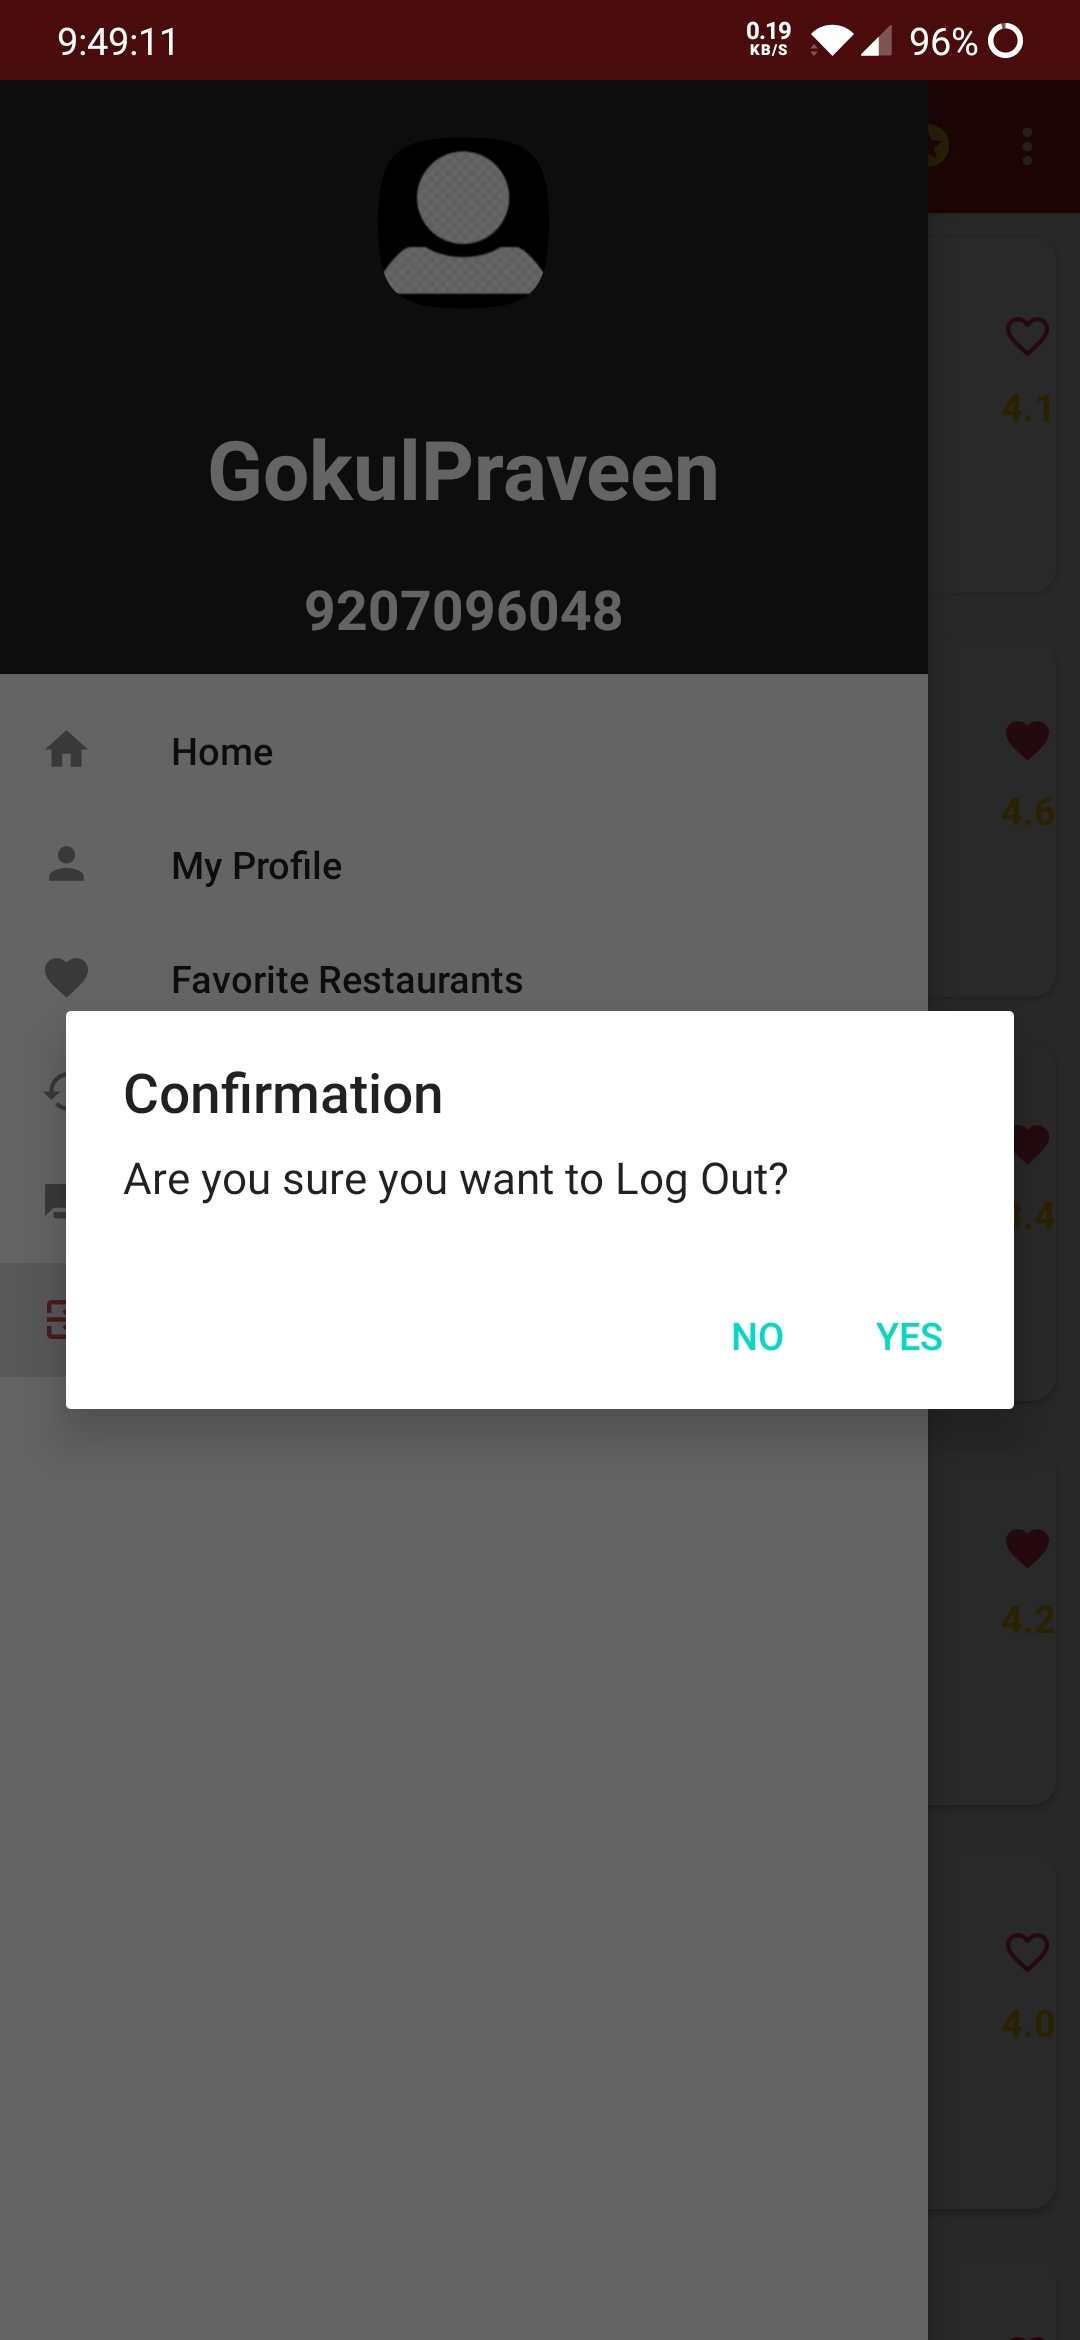 9:49:11
0.19
KB/S
96%
GokulPraveen
9207096048
4.1
Home
4.6
My Profile
Favorite Restaurants
Confirmation
Are you sure you want to Log Out?
.4
NO
YES
4.2
4.0